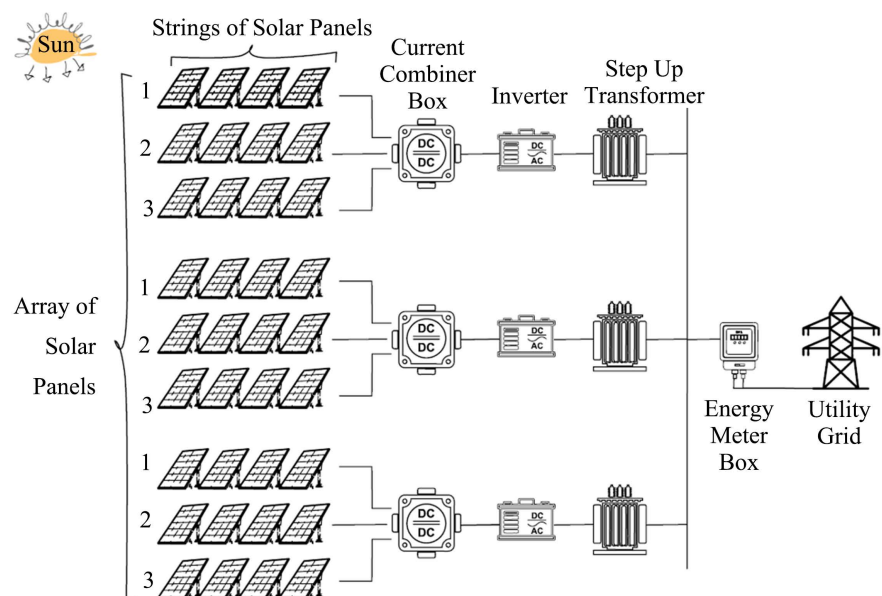 Sun
Strings of Solar Panels
Current
Combiner
Box
Inverter
Step Up
Transformer
1
2
3
DC
DC
DC
AC
Array of
Solar
Panels
1
2
3
DC
DC
DC
AC
Energy
Meter
Box
Utility
Grid
1
2
3
DC
DC
DC
AC